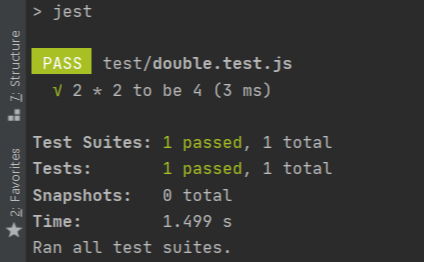 > jest
PASS test/double.test.js
√ 2 * 2 to be 4 (3 ms)
Test Suites: 1 passed, 1 total
Tests: 1 passed, 1 total
Snapshots: 0 total
Time: 1.499 s
Ran all test suites.
7: Structure
2: Favorites